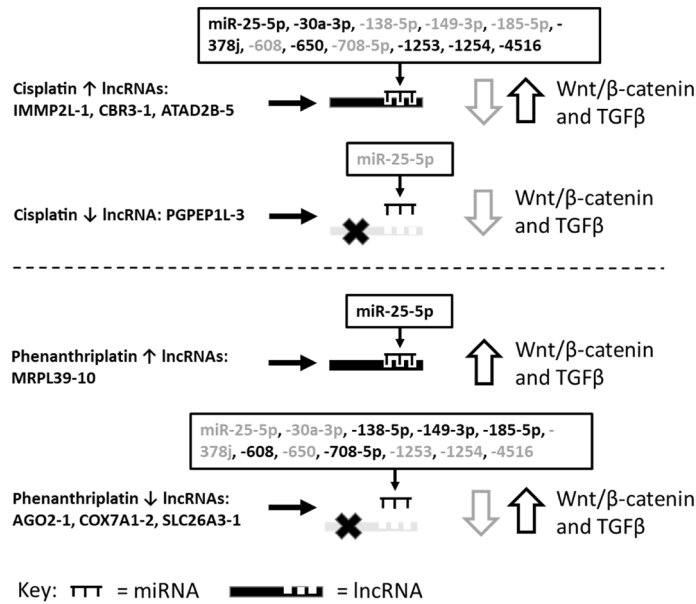 miR-25-5p, -30a-3p, -138-5p, -149-3p, -185-5p, -
378j, -608, -650, -708-5p, -1253, -1254, -4516
Cisplatin ↑ lncRNAs:
IMMP2L-1, CBR3-1, ATAD2B-5
Wnt/β-catenin
and TGFβ
miR-25-5p
Cisplatin ↓ lncRNA: PGPEP1L-3
Wnt/β-catenin
and TGFβ
miR-25-5p
Phenanthriplatin ↑ lncRNAs:
MRPL39-10
Wnt/β-catenin
and TGFβ
miR-25-5p, -30a-3p, -138-5p, -149-3p, -185-5p, -
378j, -608, -650, -708-5p, -1253, -1254, -4516
Phenanthriplatin ↓ lncRNAs:
AGO2-1, COX7A1-2, SLC26A3-1
Wnt/β-catenin
and TGFβ
Key: = miRNA = lncRNA